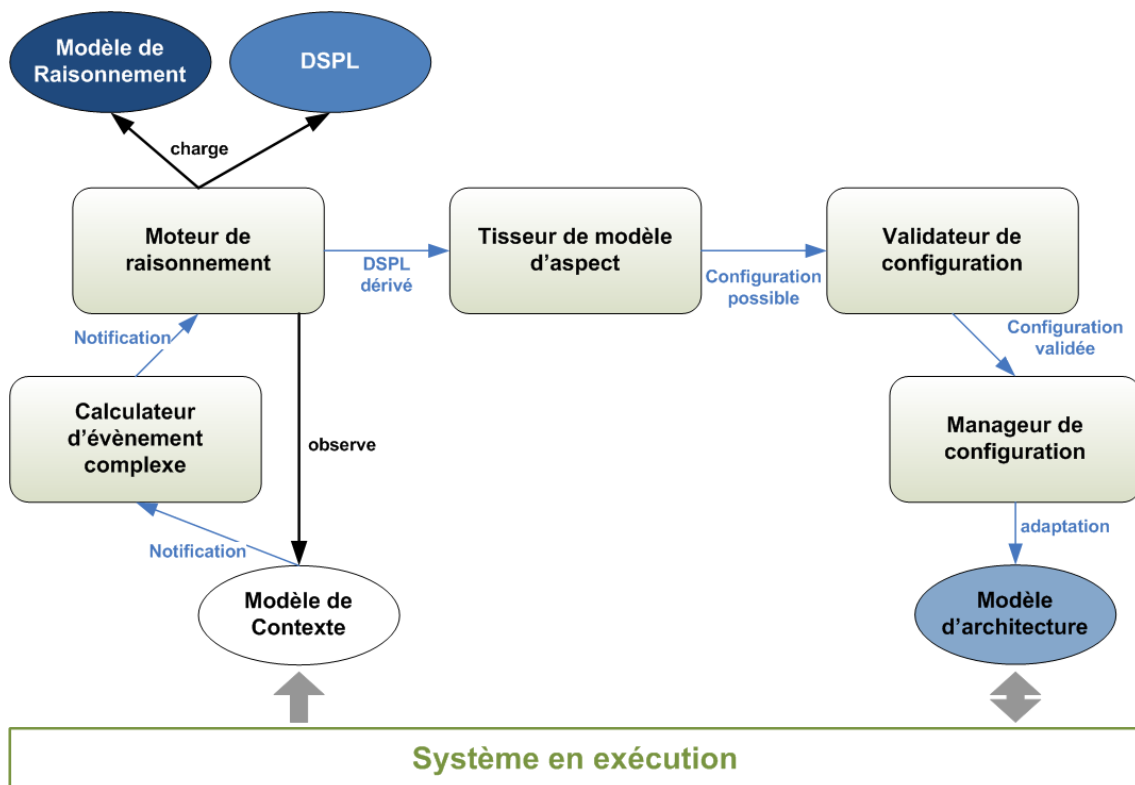 Modèle de
Raisonnement
DSPL
charge
Moteur de
raisonnement
DSPL
dérivé
Tisseur de modèle
d'aspect
Configuration
possible
Validateur de
configuration
Notification
Configuration
validée
Calculateur
d'évènement
complexe
observe
Manageur de
configuration
Notification
adaptation
Modèle de
Contexte
Modèle
d'architecture
Système en exécution